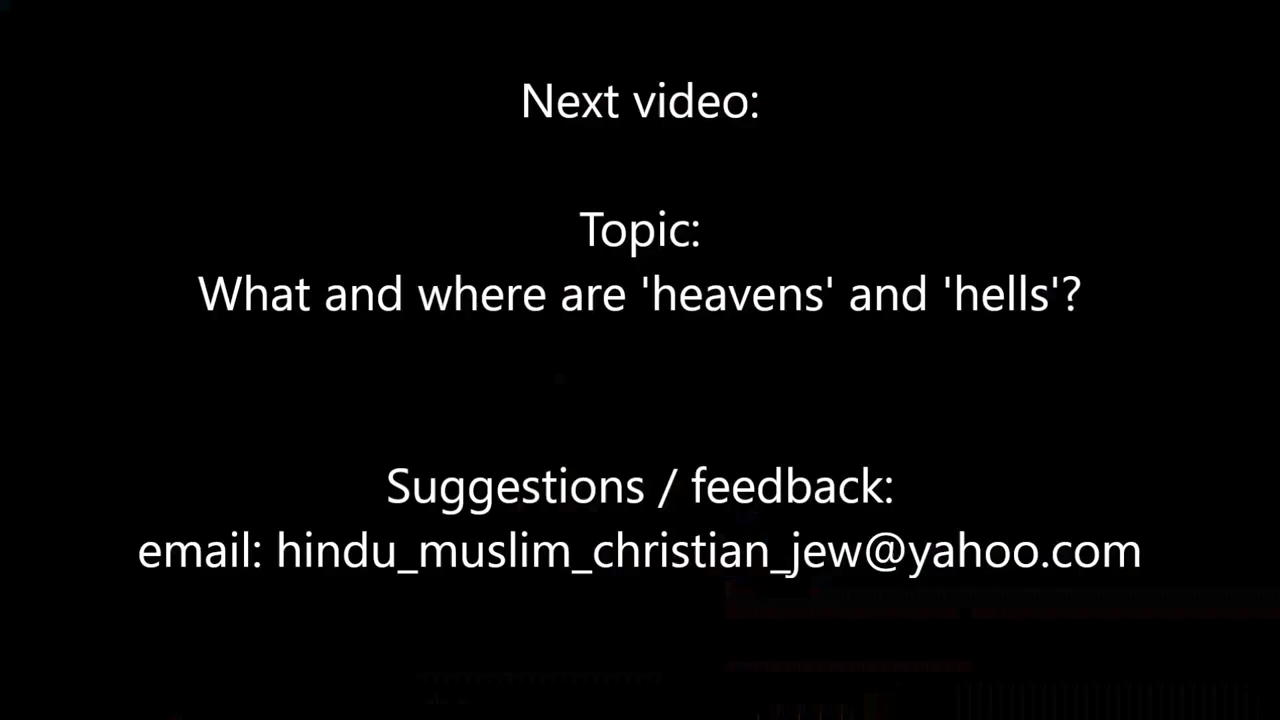 Next video:
Topic:
What and where are 'heavens' and 'hells'?
Suggestions / feedback:
email: hindu_muslim_christian_jew@yahoo.com